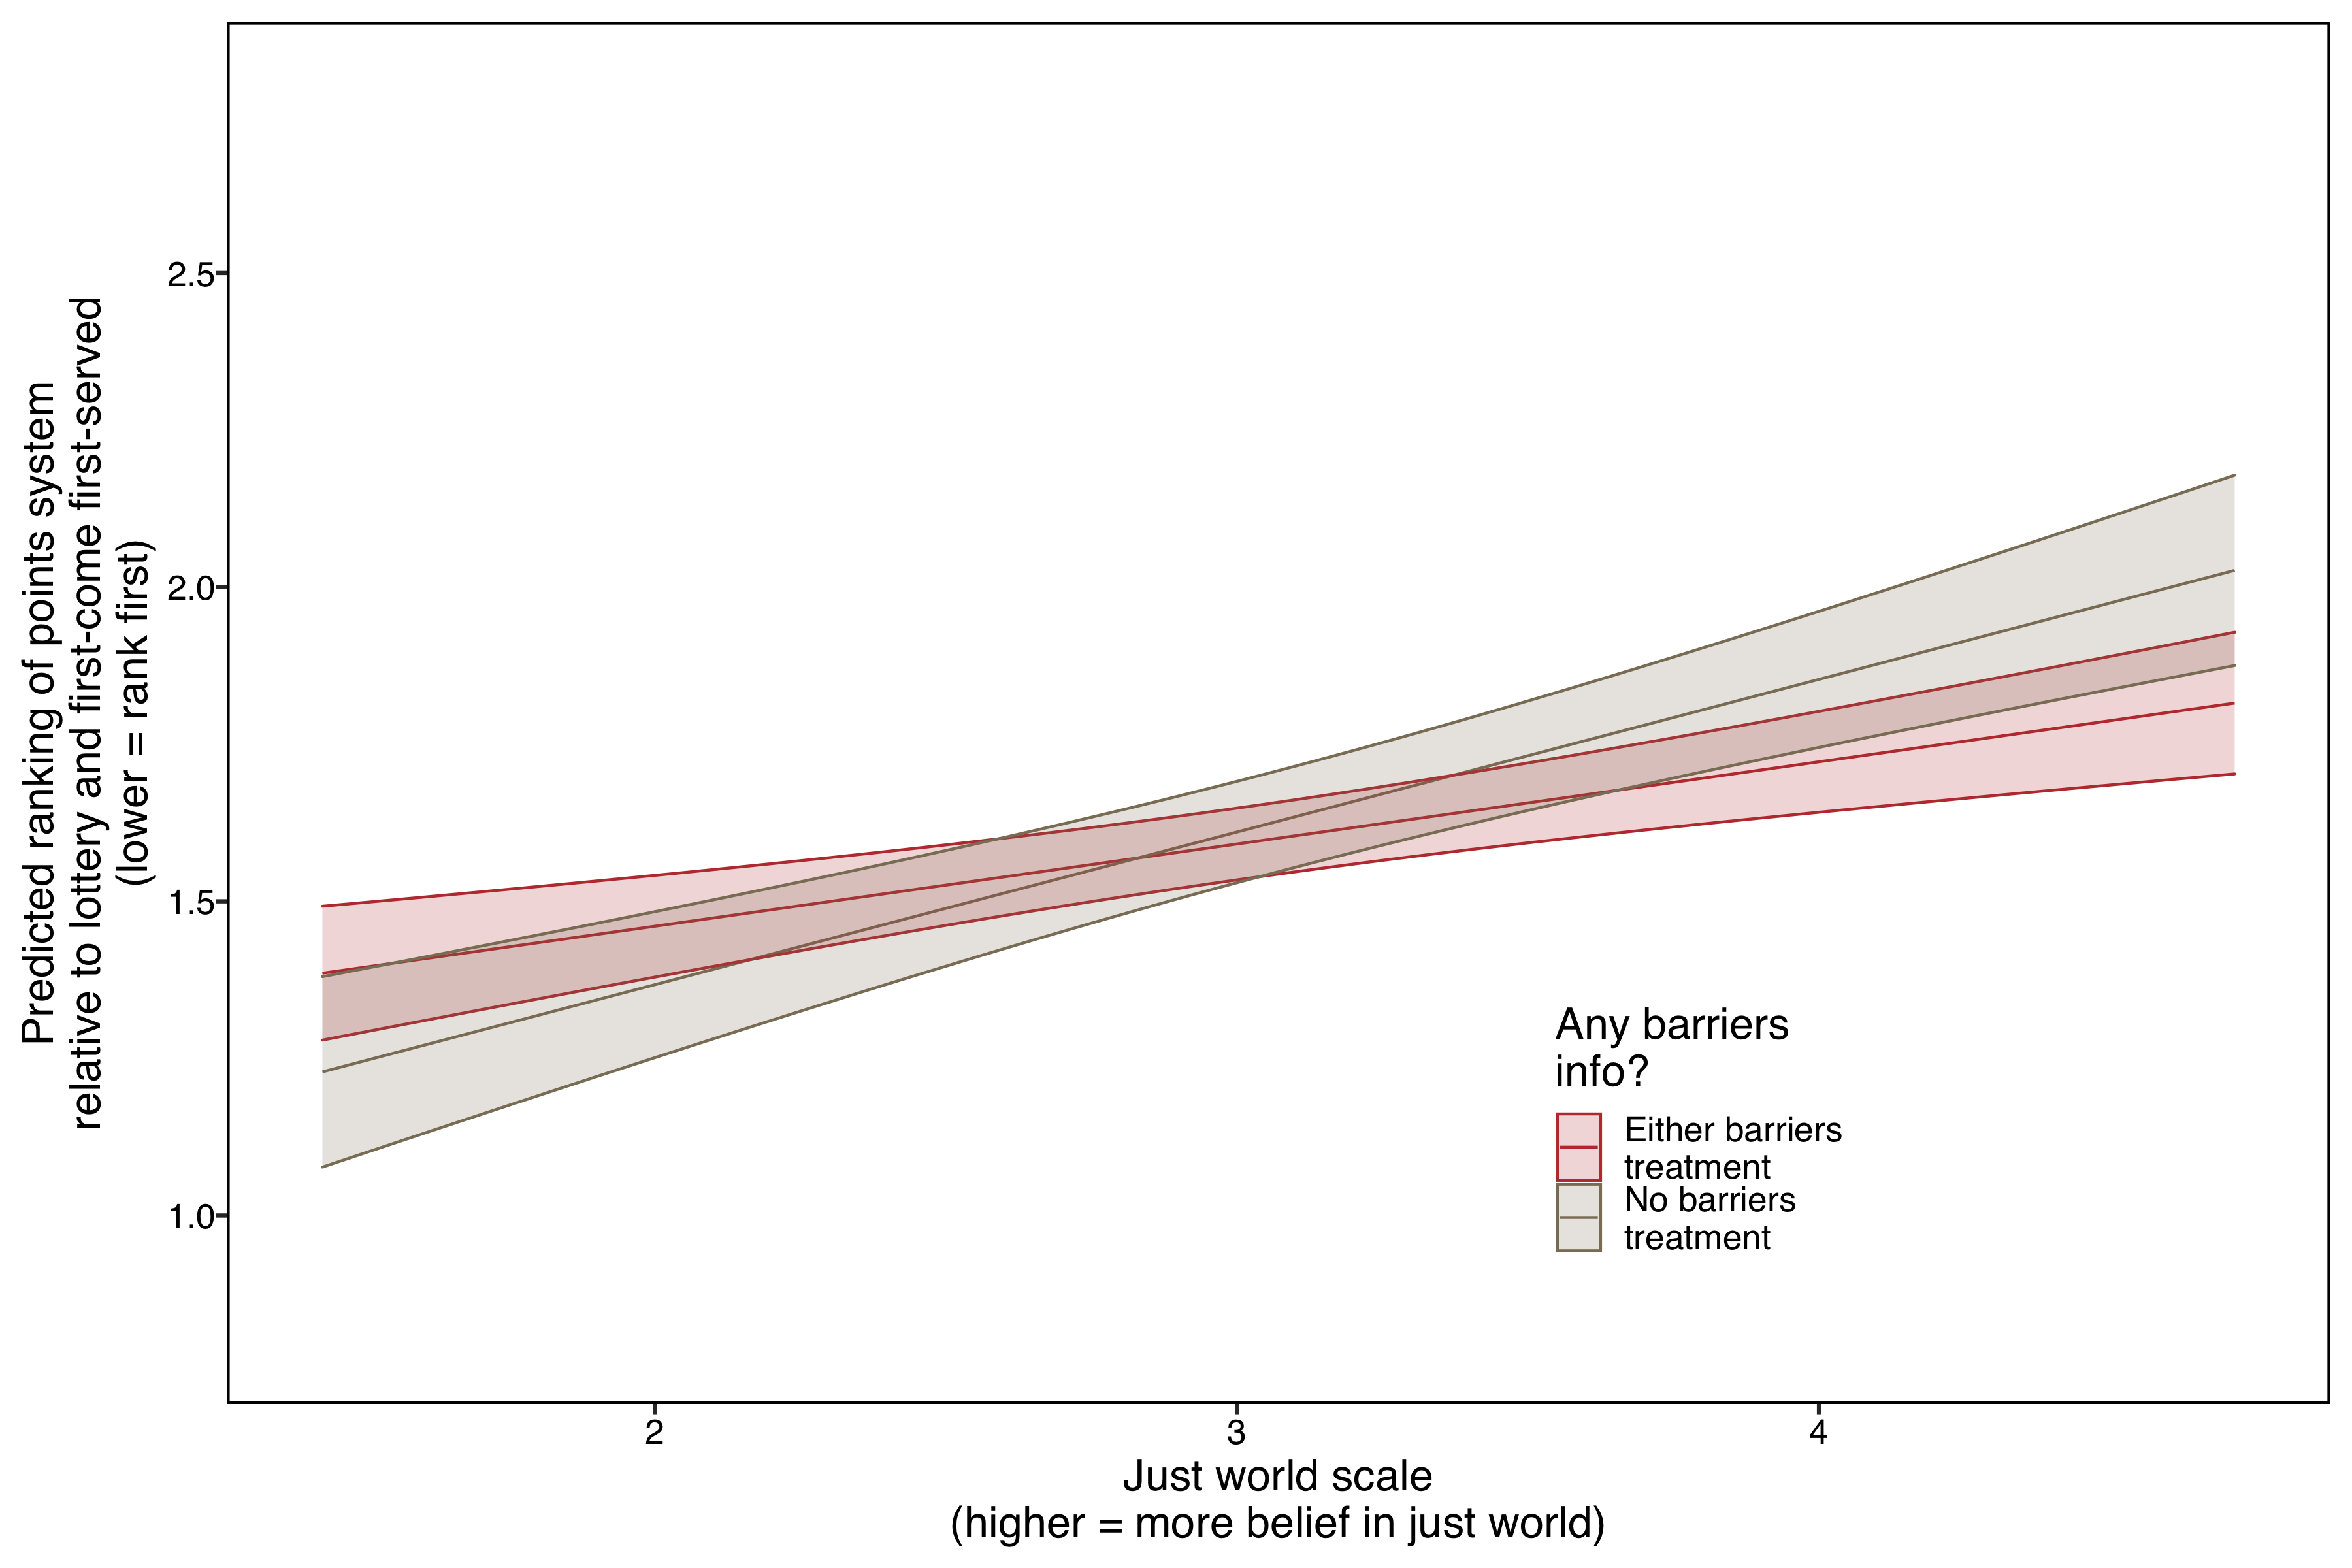 Predicted ranking of points system
relative to lottery and first-come first-served
(lower = rank first)
2.5
2.0
1.5
1.0
2
3
4
Just world scale
(higher = more belief in just world)
Any barriers
info?
Either barriers
treatment
No barriers
treatment